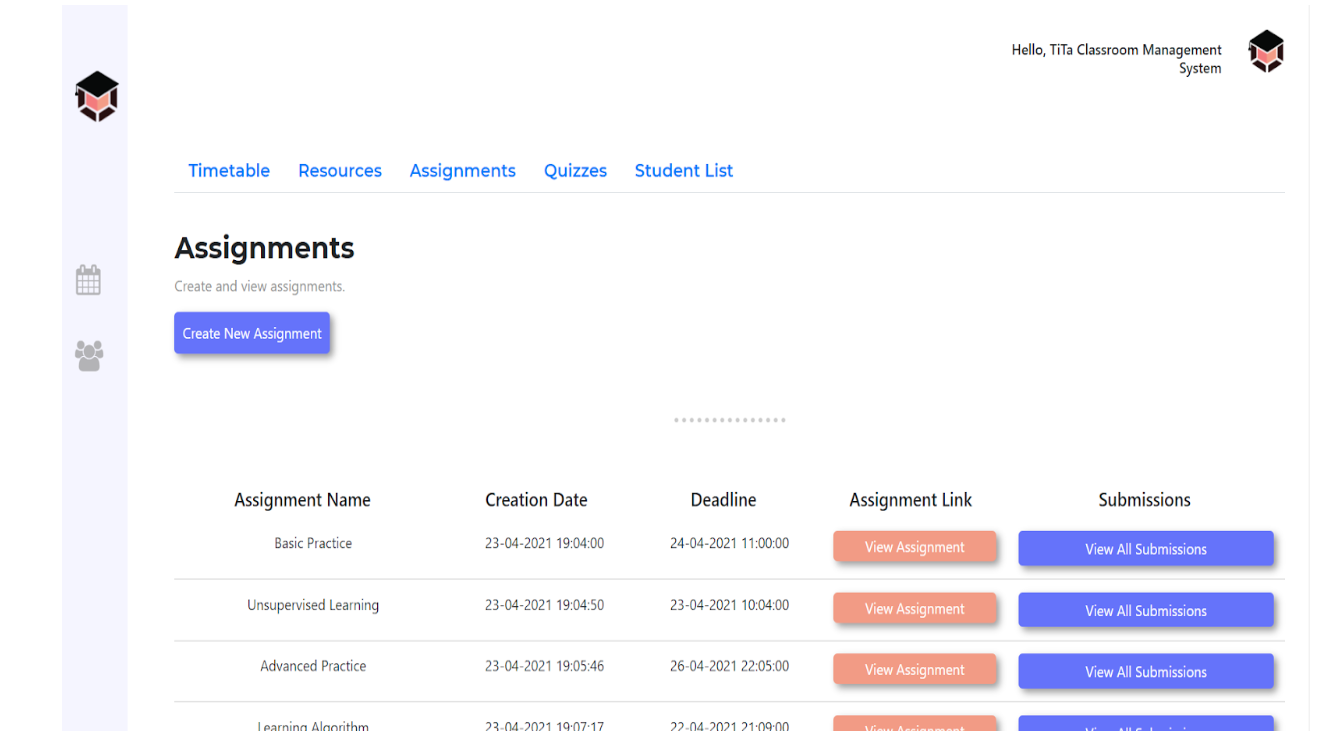 Hello, TiTa Classroom Management
System
Timetable Resources Assignments Quizzes Student List
Assignments
Create and view assignments.
Create New Assignment
Assignment Name Creation Date Deadline Assignment Link Submissions
Basic Practice 23-04-2021 19:04:00 24-04-2021 11:00:00 View Assignment View All Submissions
Unsupervised Learning 23-04-2021 19:04:50 23-04-2021 10:04:00 View Assignment View All Submissions
Advanced Practice 23-04-2021 19:05:46 26-04-2021 22:05:00 View Assignment View All Submissions
Learning Algorithm 23-04-2021 19:07:17 22-04-2021 21:09:00 View Assignment View All Submissions